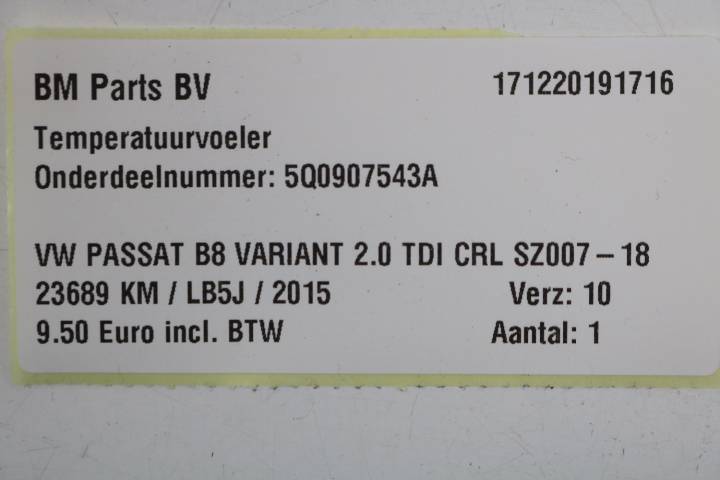 BM Parts BV 171220191716
Temperatuurvoeler
Onderdeelnummer: 5Q0907543A
VW PASSAT B8 VARIANT 2.0 TDI CRL SZ007 – 18
23689 KM / LB5J / 2015 Verz: 10
9.50 Euro incl. BTW Aantal: 1